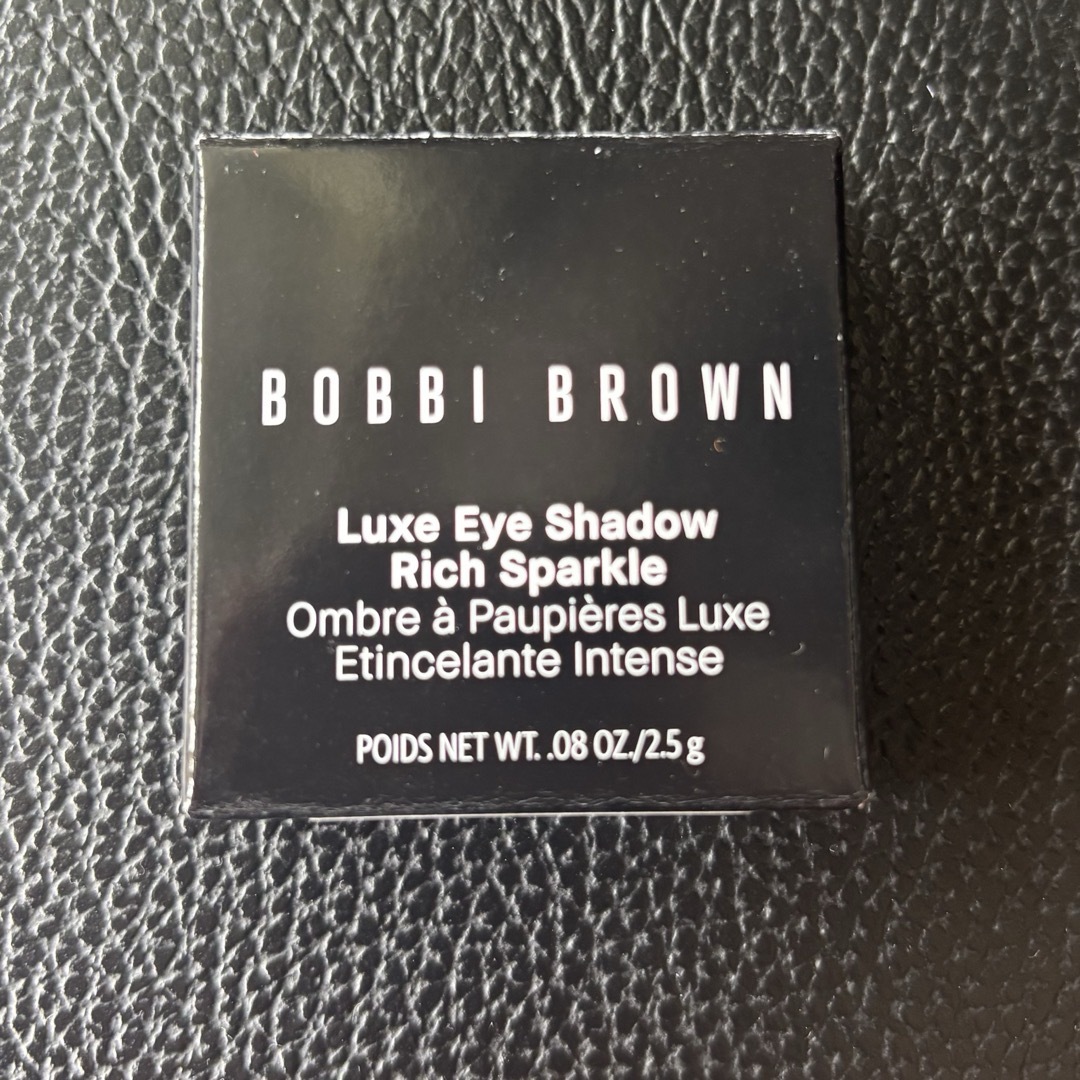 BOBBI BROWN
Luxe Eye Shadow
Rich Sparkle
Ombre à Paupières Luxe
Etincelante Intense
POIDS NET WT. .08 OZ./2.5 g